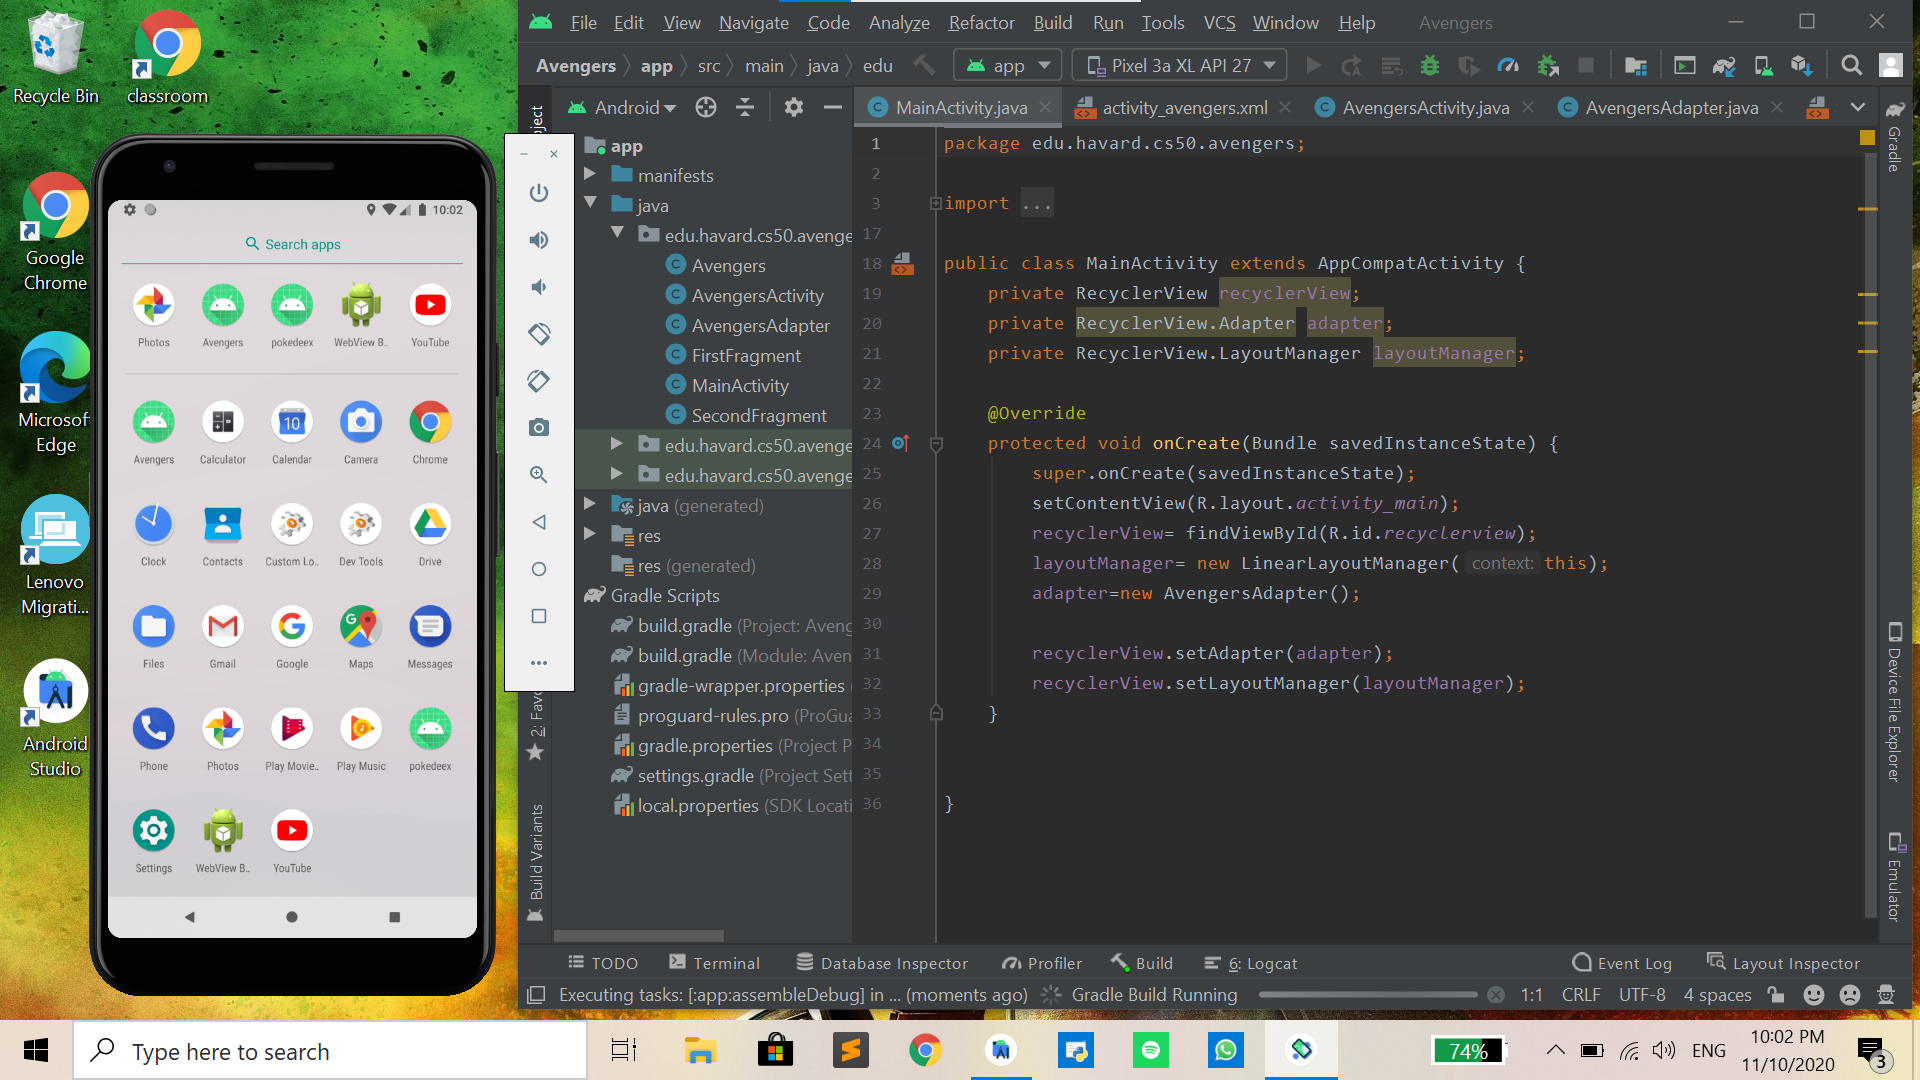 Recycle Bin
classroom
Google
Chrome
Microsof
Edge
Lenovo
Migrati...
Android
Studio
10:02
Search apps
Photos
Avengers
pokedeex
WebView B..
YouTube
Avengers
Calculator
Calendar
Camera
Chrome
10
Clock
Contacts
Custom Lo..
Dev Tools
Drive
Files
Gmail
Google
Maps
Messages
Phone
Photos
Play Movie..
Play Music
pokedeex
Settings
WebView B..
YouTube
File Edit View Navigate Code Analyze Refactor Build Run Tools VCS Window Help Avengers
Avengers app src main java edu
app
Pixel 3a XL API 27
Android
MainActivity.java
activity_avengers.xml
AvengersActivity.java
AvengersAdapter.java
app
manifests
java
edu.havard.cs50.avenge
Avengers
AvengersActivity
AvengersAdapter
FirstFragment
MainActivity
SecondFragment
edu.havard.cs50.avenge
edu.havard.cs50.avenge
java (generated)
res
res (generated)
Gradle Scripts
build.gradle (Project: Aveng
build.gradle (Module: Aven
gradle-wrapper.properties (
proguard-rules.pro (ProGua
gradle.properties (Project P
settings.gradle (Project Sett
local.properties (SDK Locati
oject
2: Favo
Build Variants
1 package edu.havard.cs50.avengers;
2
3 import ...
17
18 public class MainActivity extends AppCompatActivity {
19 private RecyclerView recyclerView;
20 private RecyclerView.Adapter adapter;
21 private RecyclerView.LayoutManager layoutManager;
22
23 @Override
24 protected void onCreate(Bundle savedInstanceState) {
25 super.onCreate(savedInstanceState);
26 setContentView(R.layout.activity_main);
27 recyclerView= findViewById(R.id.recyclerview);
28 layoutManager= new LinearLayoutManager( context: this);
29 adapter=new AvengersAdapter();
30
31 recyclerView.setAdapter(adapter);
32 recyclerView.setLayoutManager(layoutManager);
33 }
34
35
36 }
Gradle
Device File Explorer
Emulator
TODO
Terminal
Database Inspector
Profiler
Build
6: Logcat
Event Log
Layout Inspector
Executing tasks: [:app:assembleDebug] in ... (moments ago)
Gradle Build Running
1:1 CRLF UTF-8 4 spaces
Type here to search
74%
ENG
10:02 PM
11/10/2020
3